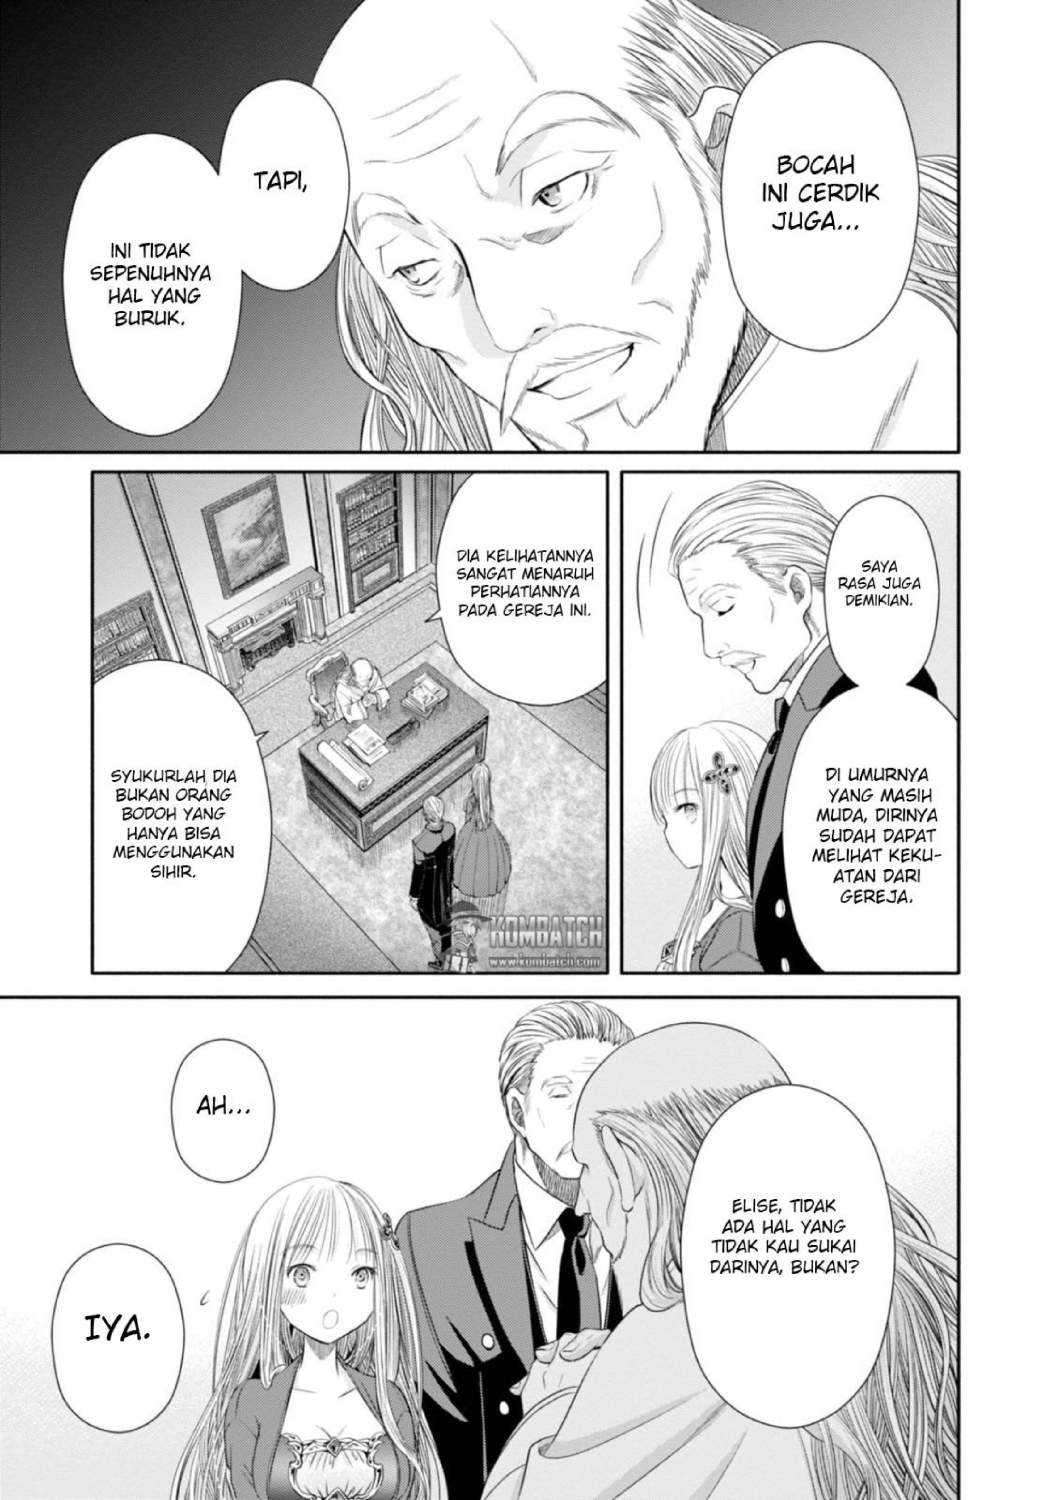 BOCAH
INI CERDIK
JUGA...
TAPI,
INI TIDAK
SEPENUHNYA
HAL YANG
BURUK.
SAYA
RASA JUGA
DEMIKIAN.
DI UMURNYA
YANG MASIH
MUDA, DIRINYA
SUDAH DAPAT
MELIHAT KEKU-
ATAN DARI
GEREJA.
DIA KELIHATANNYA
SANGAT MENARUH
PERHATIANNYA
PADA GEREJA INI.
SYUKURLAH DIA
BUKAN ORANG
BODOH YANG
HANYA BISA
MENGGUNAKAN
SIHIR.
KOMBATCH
www.kombatch.com
ELISE, TIDAK
ADA HAL YANG
TIDAK KAU SUKAI
DARINYA, BUKAN?
AH...
IYA.